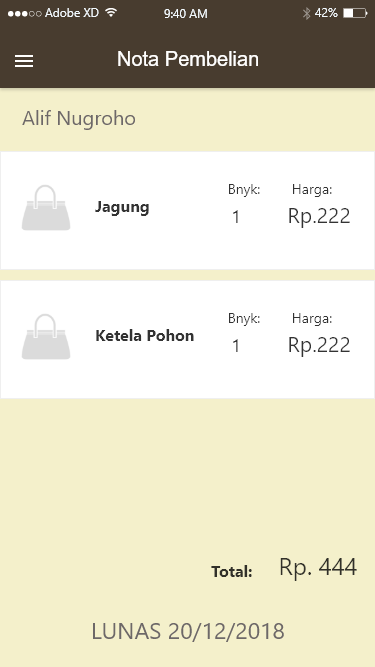 Adobe XD 9:40 AM 42%
Nota Pembelian
Alif Nugroho
Bnyk: Harga:
Jagung 1 Rp.222
Bnyk: Harga:
Ketela Pohon 1 Rp.222
Total: Rp. 444
LUNAS 20/12/2018